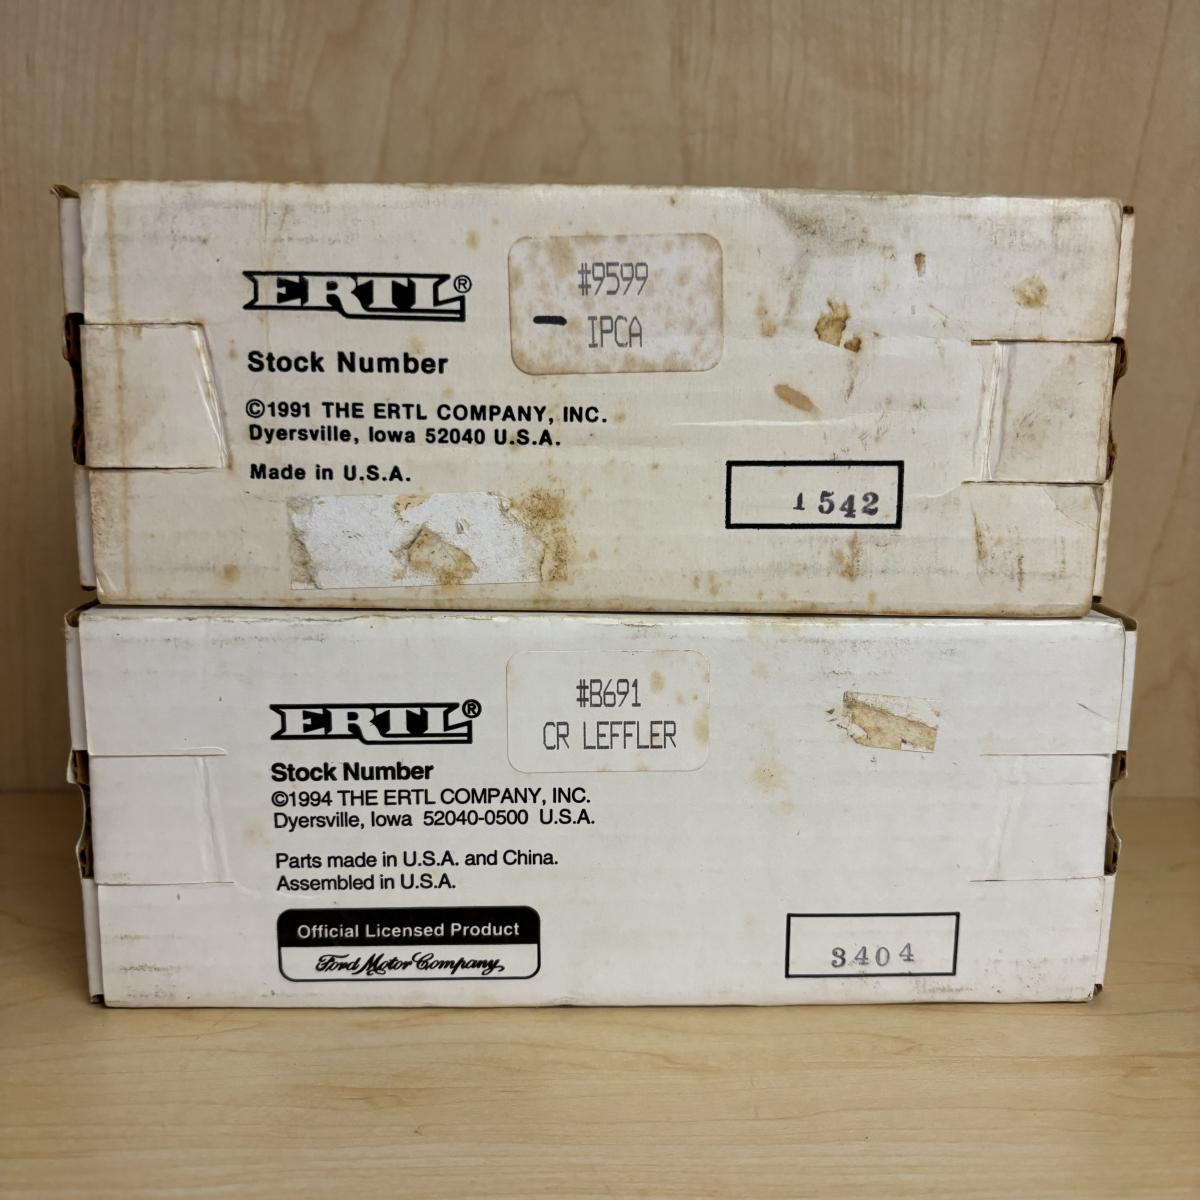 ERTL®
#9599
IPCA
Stock Number
©1991 THE ERTL COMPANY, INC.
Dyersville, Iowa 52040 U.S.A.
Made in U.S.A.
1542
ERTL®
#B691
CR LEFFLER
Stock Number
©1994 THE ERTL COMPANY, INC.
Dyersville, Iowa 52040-0500 U.S.A.
Parts made in U.S.A. and China.
Assembled in U.S.A.
Official Licensed Product
Ford Motor Company
3404